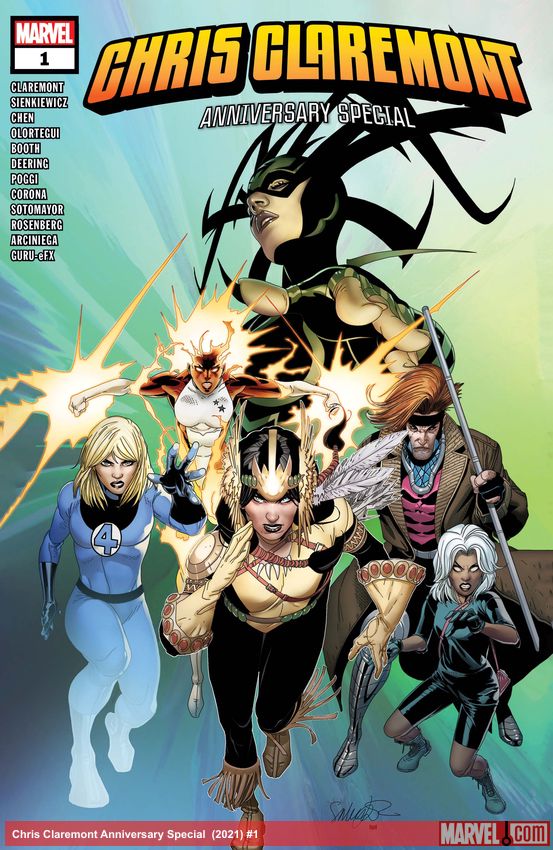 MARVEL
1
CHRIS CLAREMONT
ANNIVERSARY SPECIAL
CLAREMONT
SIENKIEWICZ
CHEN
OLORTEGUI
BOOTH
DEERING
POGGI
CORONA
SOTOMAYOR
ROSENBERG
ARCINIEGA
GURU-eFX
4
Chris Claremont Anniversary Special (2021) #1
MARVEL.com